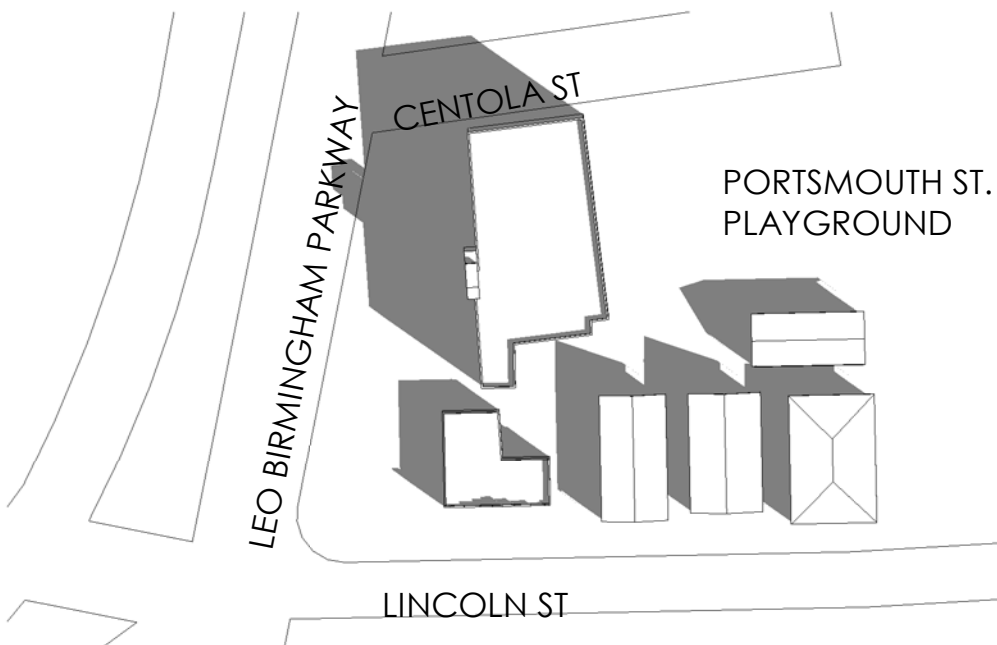 CENTOLA ST
LEO BIRMINGHAM PARKWAY
PORTSMOUTH ST.
PLAYGROUND
LINCOLN ST